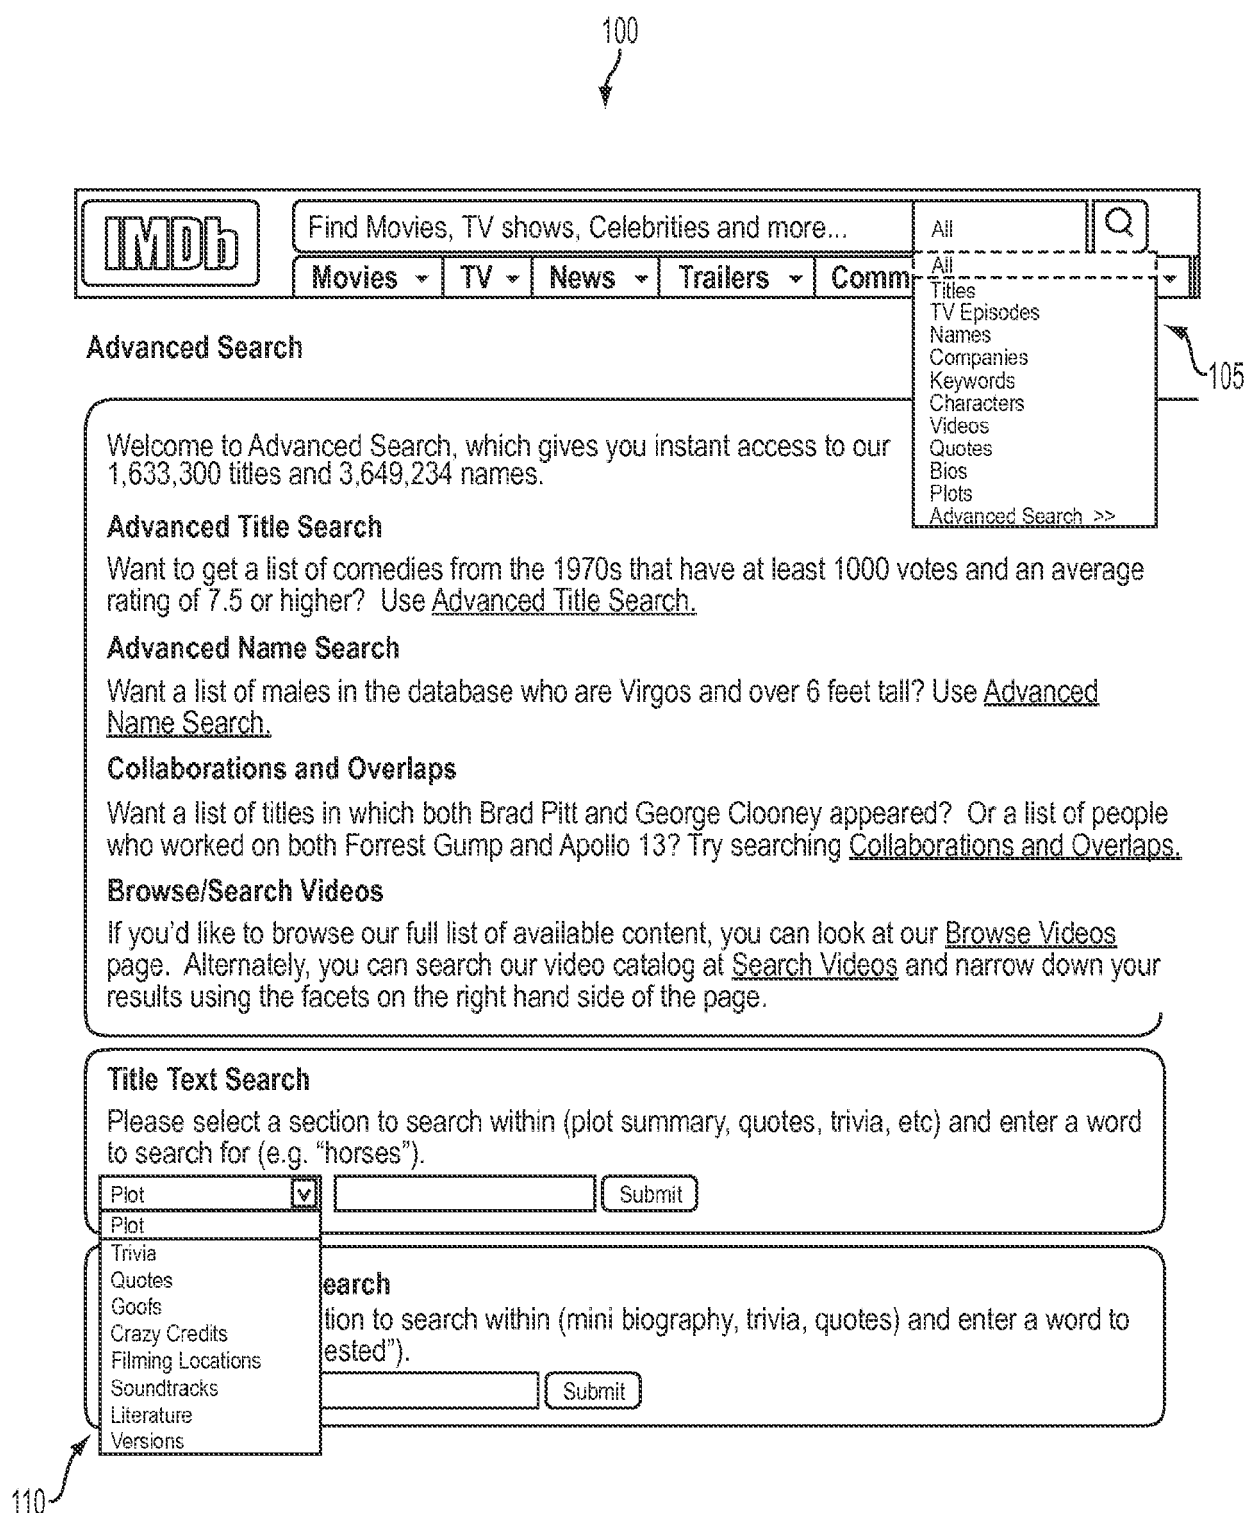 100
IMDb
Find Movies, TV shows, Celebrities and more...
All
Movies TV News Trailers Comm
All
Titles
TV Episodes
Names
Companies
Keywords
Characters
Videos
Quotes
Bios
Plots
Advanced Search >>
105
Advanced Search
Welcome to Advanced Search, which gives you instant access to our
1,633,300 titles and 3,649,234 names.
Advanced Title Search
Want to get a list of comedies from the 1970s that have at least 1000 votes and an average
rating of 7.5 or higher? Use Advanced Title Search.
Advanced Name Search
Want a list of males in the database who are Virgos and over 6 feet tall? Use Advanced
Name Search.
Collaborations and Overlaps
Want a list of titles in which both Brad Pitt and George Clooney appeared? Or a list of people
who worked on both Forrest Gump and Apollo 13? Try searching Collaborations and Overlaps.
Browse/Search Videos
If you'd like to browse our full list of available content, you can look at our Browse Videos
page. Alternately, you can search our video catalog at Search Videos and narrow down your
results using the facets on the right hand side of the page.
Title Text Search
Please select a section to search within (plot summary, quotes, trivia, etc) and enter a word
to search for (e.g. "horses").
Plot
Submit
Plot
Trivia
Quotes
Goofs
Crazy Credits
Filming Locations
Soundtracks
Literature
Versions
earch
tion to search within (mini biography, trivia, quotes) and enter a word to
ested").
Submit
110